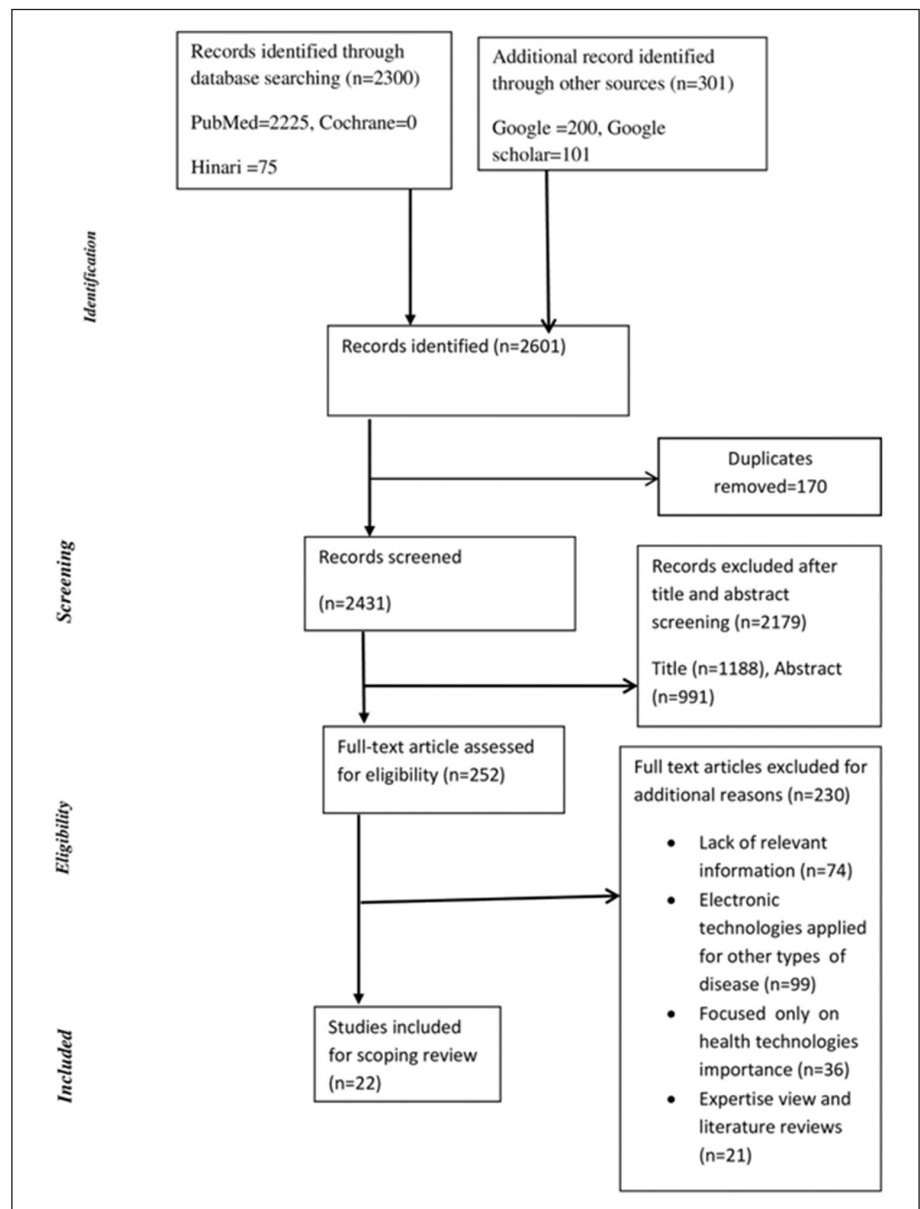 Records identified through
database searching (n=2300)
PubMed=2225, Cochrane=0
Hinari =75
Additional record identified
through other sources (n=301)
Google =200, Google
scholar=101
Identification
Records identified (n=2601)
Duplicates
removed=170
Screening
Records screened
(n=2431)
Records excluded after
title and abstract
screening (n=2179)
Title (n=1188), Abstract
(n=991)
Eligibility
Full-text article assessed
for eligibility (n=252)
Full text articles excluded for
additional reasons (n=230)
• Lack of relevant
information (n=74)
• Electronic
technologies applied
for other types of
disease (n=99)
• Focused only on
health technologies
importance (n=36)
• Expertise view and
literature reviews
(n=21)
Included
Studies included
for scoping review
(n=22)